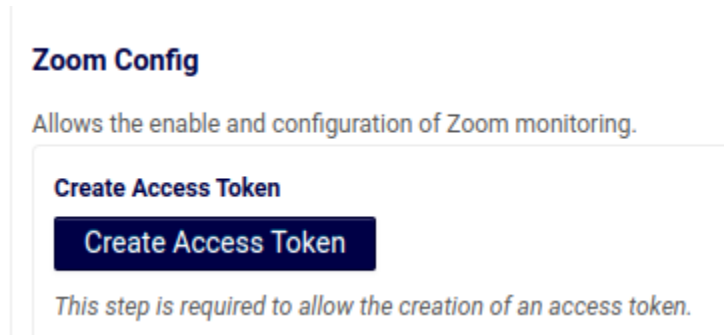 Zoom Config
Allows the enable and configuration of Zoom monitoring.
Create Access Token
Create Access Token
This step is required to allow the creation of an access token.